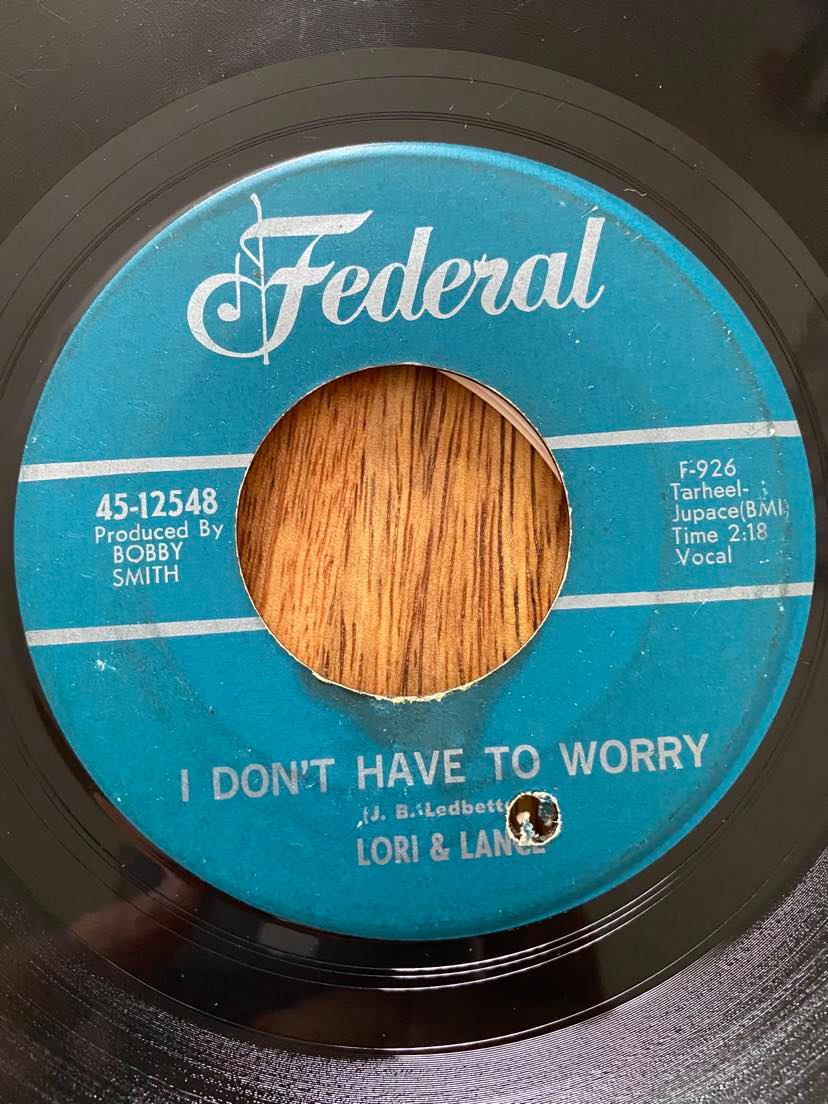 Federal
45-12548
Produced By
BOBBY
SMITH
F-926
Tarheel-
Jupace(BMI)
Time 2:18
Vocal
I DON'T HAVE TO WORRY
(J. B. Ledbett
LORI & LANCE